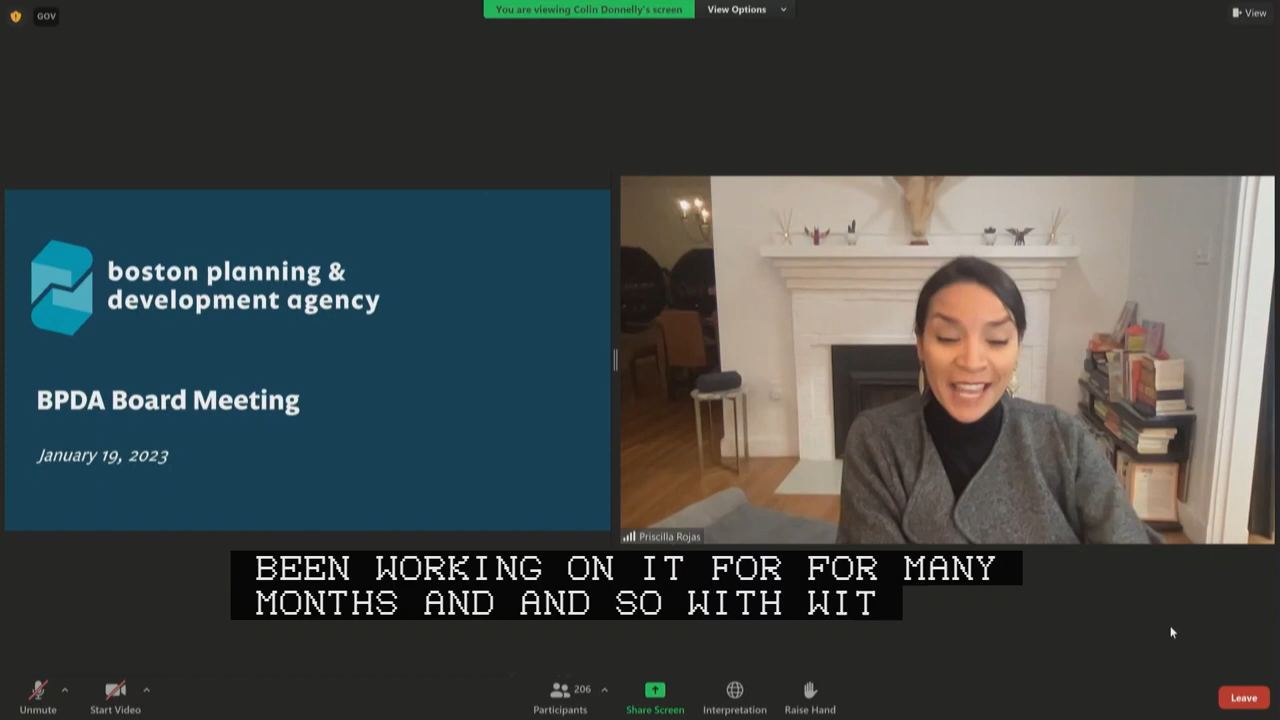 GOV
You are viewing Colin Donnelly's screen
View Options
View
boston planning &
development agency
BPDA Board Meeting
January 19, 2023
Priscilla Rojas
BEEN WORKING ON IT FOR FOR MANY
MONTHS AND AND SO WITH WIT
Unmute
Start Video
206
Participants
Share Screen
Interpretation
Raise Hand
Leave